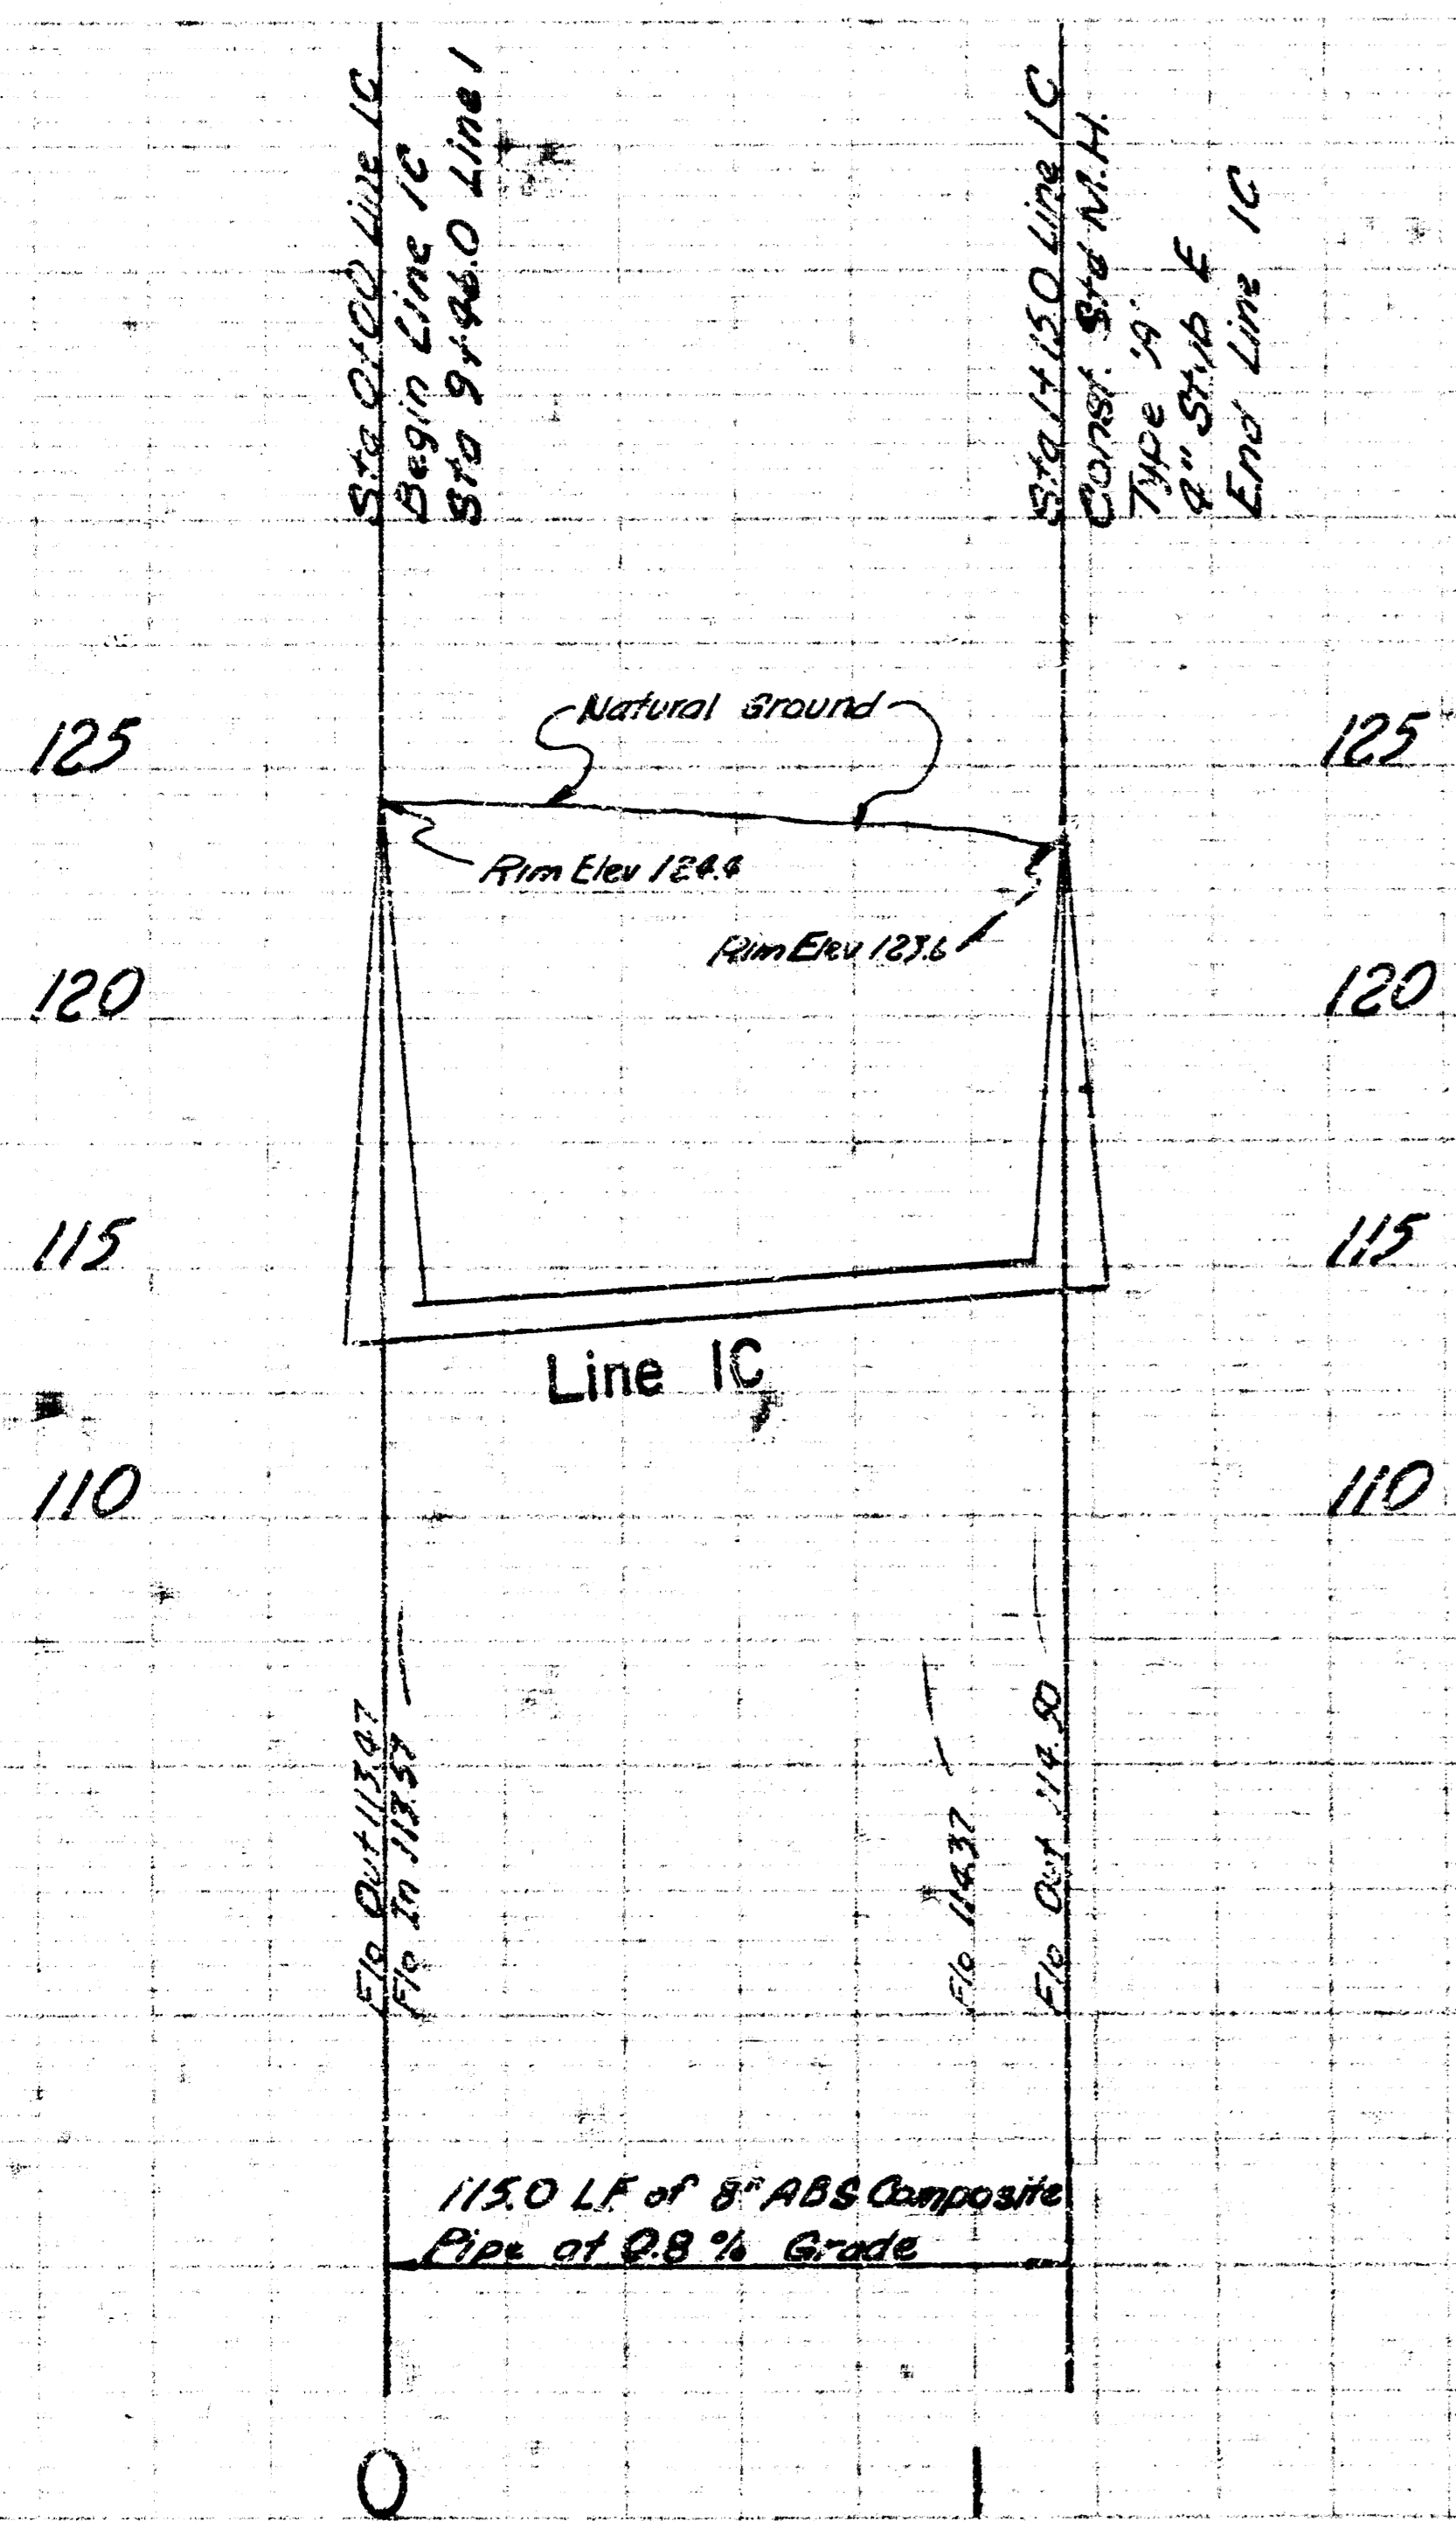 Sta 0+00 Line 1C
Begin Line 1C
Sta 9+96.0 Line 1
Sta 1+15.0 Line 1C
Const. Std M.H.
Type 'A'
Stub E
End Line 1C
125
125
Natural Ground
Rim Elev 124.4
Rim Elev 123.6
120
120
115
115
Line 1C
110
110
Flo Out 113.47
Flo In 113.57
Flo 114.37
Flo Out 114.50
115.0 LF of 8" ABS Composite
Pipe at 0.8 % Grade
0
1